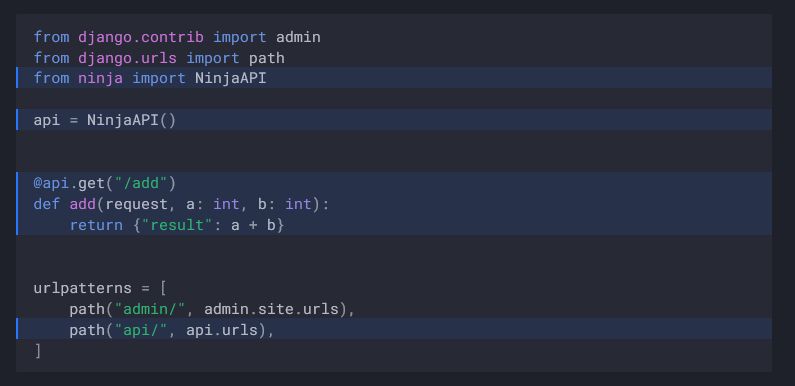 from django.contrib import admin
from django.urls import path
from ninja import NinjaAPI
api = NinjaAPI()
@api.get("/add")
def add(request, a: int, b: int):
    return {"result": a + b}
urlpatterns = [
    path("admin/", admin.site.urls),
    path("api/", api.urls),
]